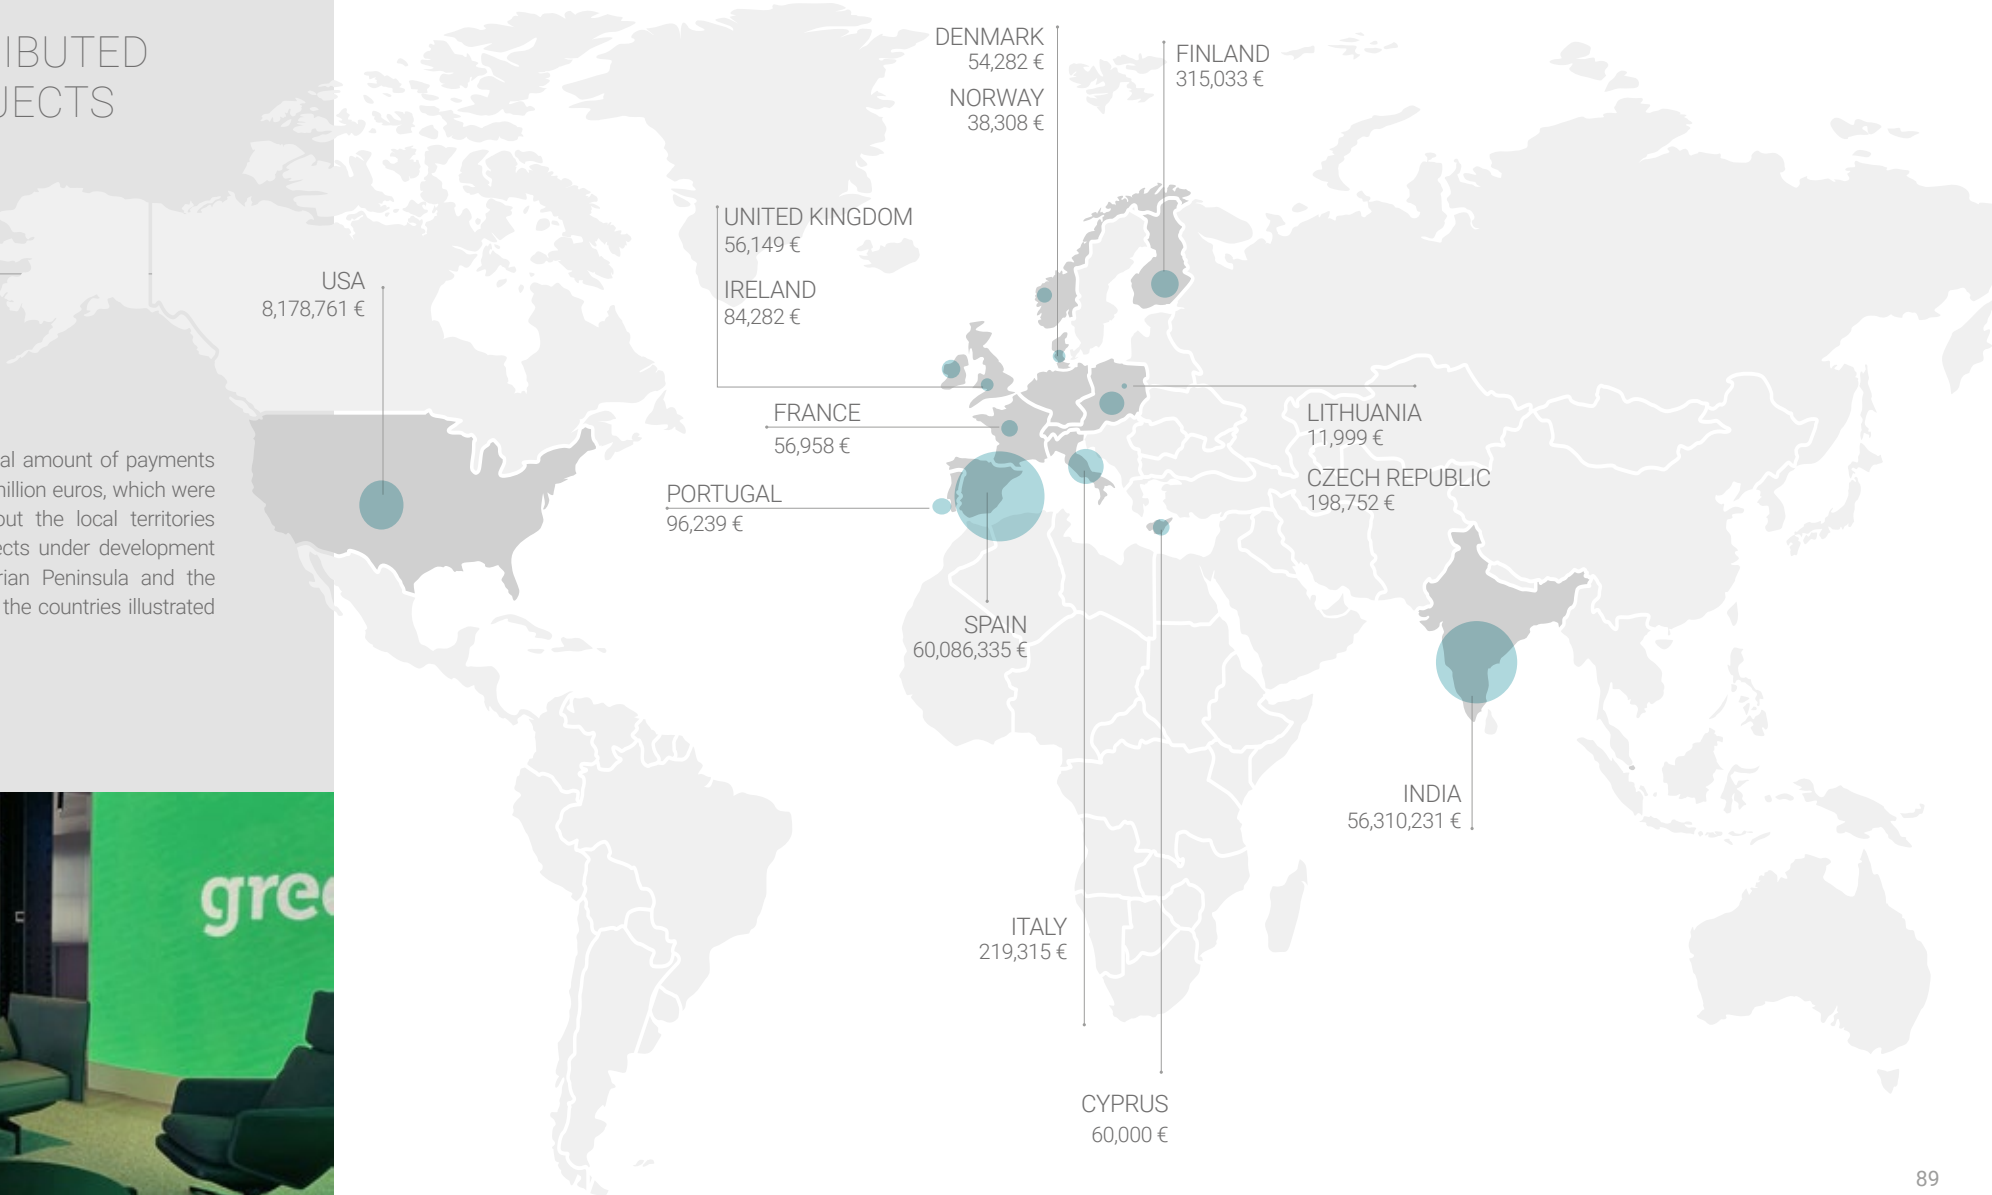 IBUTED
JECTS
al amount of payments
illion euros, which were
out the local territories
ects under development
rian Peninsula and the
the countries illustrated
gree
USA
8,178,761 €
DENMARK
54,282 €
NORWAY
38,308 €
FINLAND
315,033 €
UNITED KINGDOM
56,149 €
IRELAND
84,282 €
FRANCE
56,958 €
PORTUGAL
96,239 €
LITHUANIA
11,999 €
CZECH REPUBLIC
198,752 €
SPAIN
60,086,335 €
INDIA
56,310,231 €
ITALY
219,315 €
CYPRUS
60,000 €
89